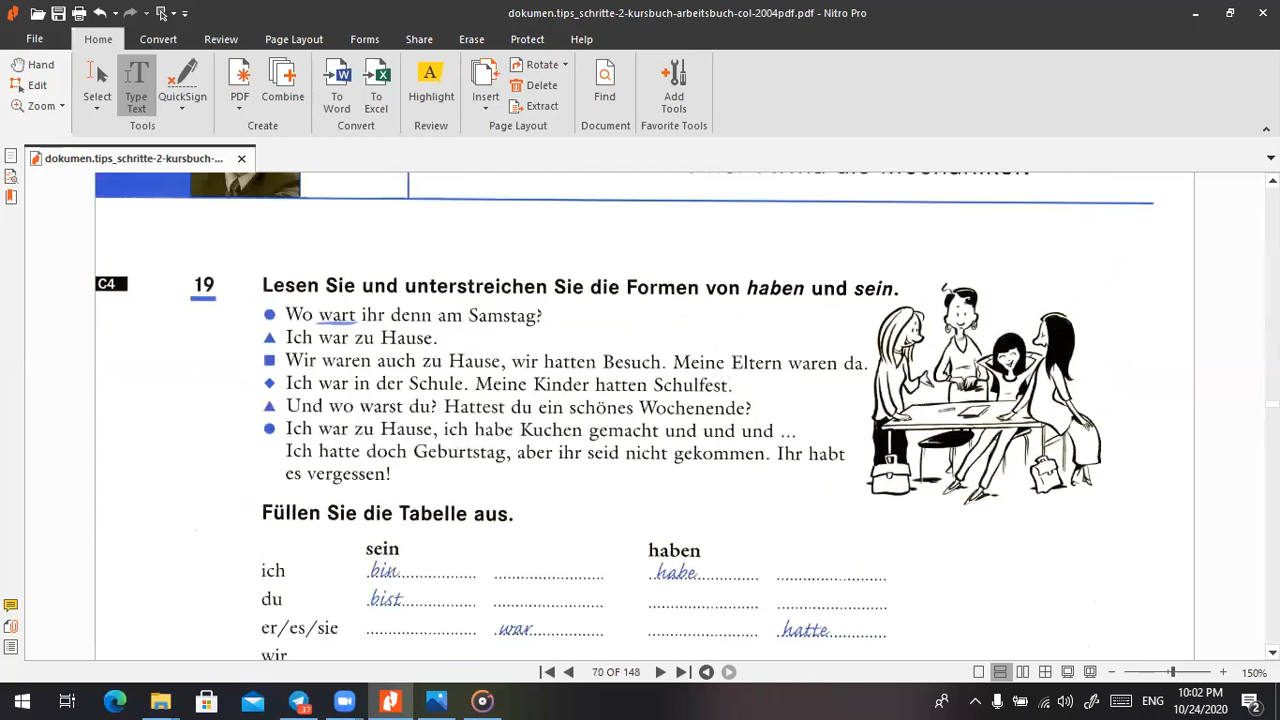 dokumen.tips_schritte-2-kursbuch-arbeitsbuch-col-2004pdf.pdf - Nitro Pro
File Home Convert Review Page Layout Forms Share Erase Protect Help
Hand
Edit
Zoom
Select
Type Text
QuickSign
Tools
PDF
Combine
Create
To Word
To Excel
Convert
Highlight
Review
Insert
Rotate
Delete
Extract
Page Layout
Find
Document
Add Tools
Favorite Tools
dokumen.tips_schritte-2-kursbuch-...
C4 19 Lesen Sie und unterstreichen Sie die Formen von haben und sein.
Wo wart ihr denn am Samstag?
Ich war zu Hause.
Wir waren auch zu Hause, wir hatten Besuch. Meine Eltern waren da.
Ich war in der Schule. Meine Kinder hatten Schulfest.
Und wo warst du? Hattest du ein schönes Wochenende?
Ich war zu Hause, ich habe Kuchen gemacht und und und ...
Ich hatte doch Geburtstag, aber ihr seid nicht gekommen. Ihr habt
es vergessen!
Füllen Sie die Tabelle aus.
sein haben
ich bin habe
du bist
er/es/sie war hatte
wir
70 OF 148
150%
37
ENG
10:02 PM
10/24/2020
2